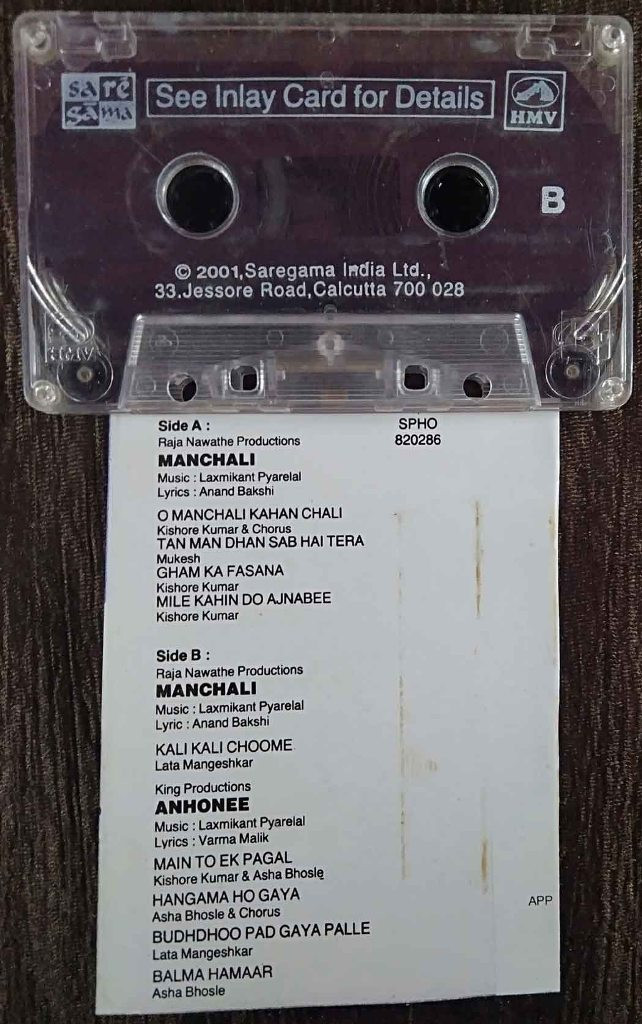 sa rē
gā ma
See Inlay Card for Details
HMV
B
© 2001,Saregama India Ltd.,
33.Jessore Road,Calcutta 700 028
HMV
Side A :
SPHO
820286
Raja Nawathe Productions
MANCHALI
Music : Laxmikant Pyarelal
Lyrics : Anand Bakshi
O MANCHALI KAHAN CHALI
Kishore Kumar & Chorus
TAN MAN DHAN SAB HAI TERA
Mukesh
GHAM KA FASANA
Kishore Kumar
MILE KAHIN DO AJNABEE
Kishore Kumar
Side B :
Raja Nawathe Productions
MANCHALI
Music : Laxmikant Pyarelal
Lyric : Anand Bakshi
KALI KALI CHOOME
Lata Mangeshkar
King Productions
ANHONEE
Music : Laxmikant Pyarelal
Lyrics : Varma Malik
MAIN TO EK PAGAL
Kishore Kumar & Asha Bhosle
HANGAMA HO GAYA
Asha Bhosle & Chorus
APP
BUDHDHOO PAD GAYA PALLE
Lata Mangeshkar
BALMA HAMAAR
Asha Bhosle